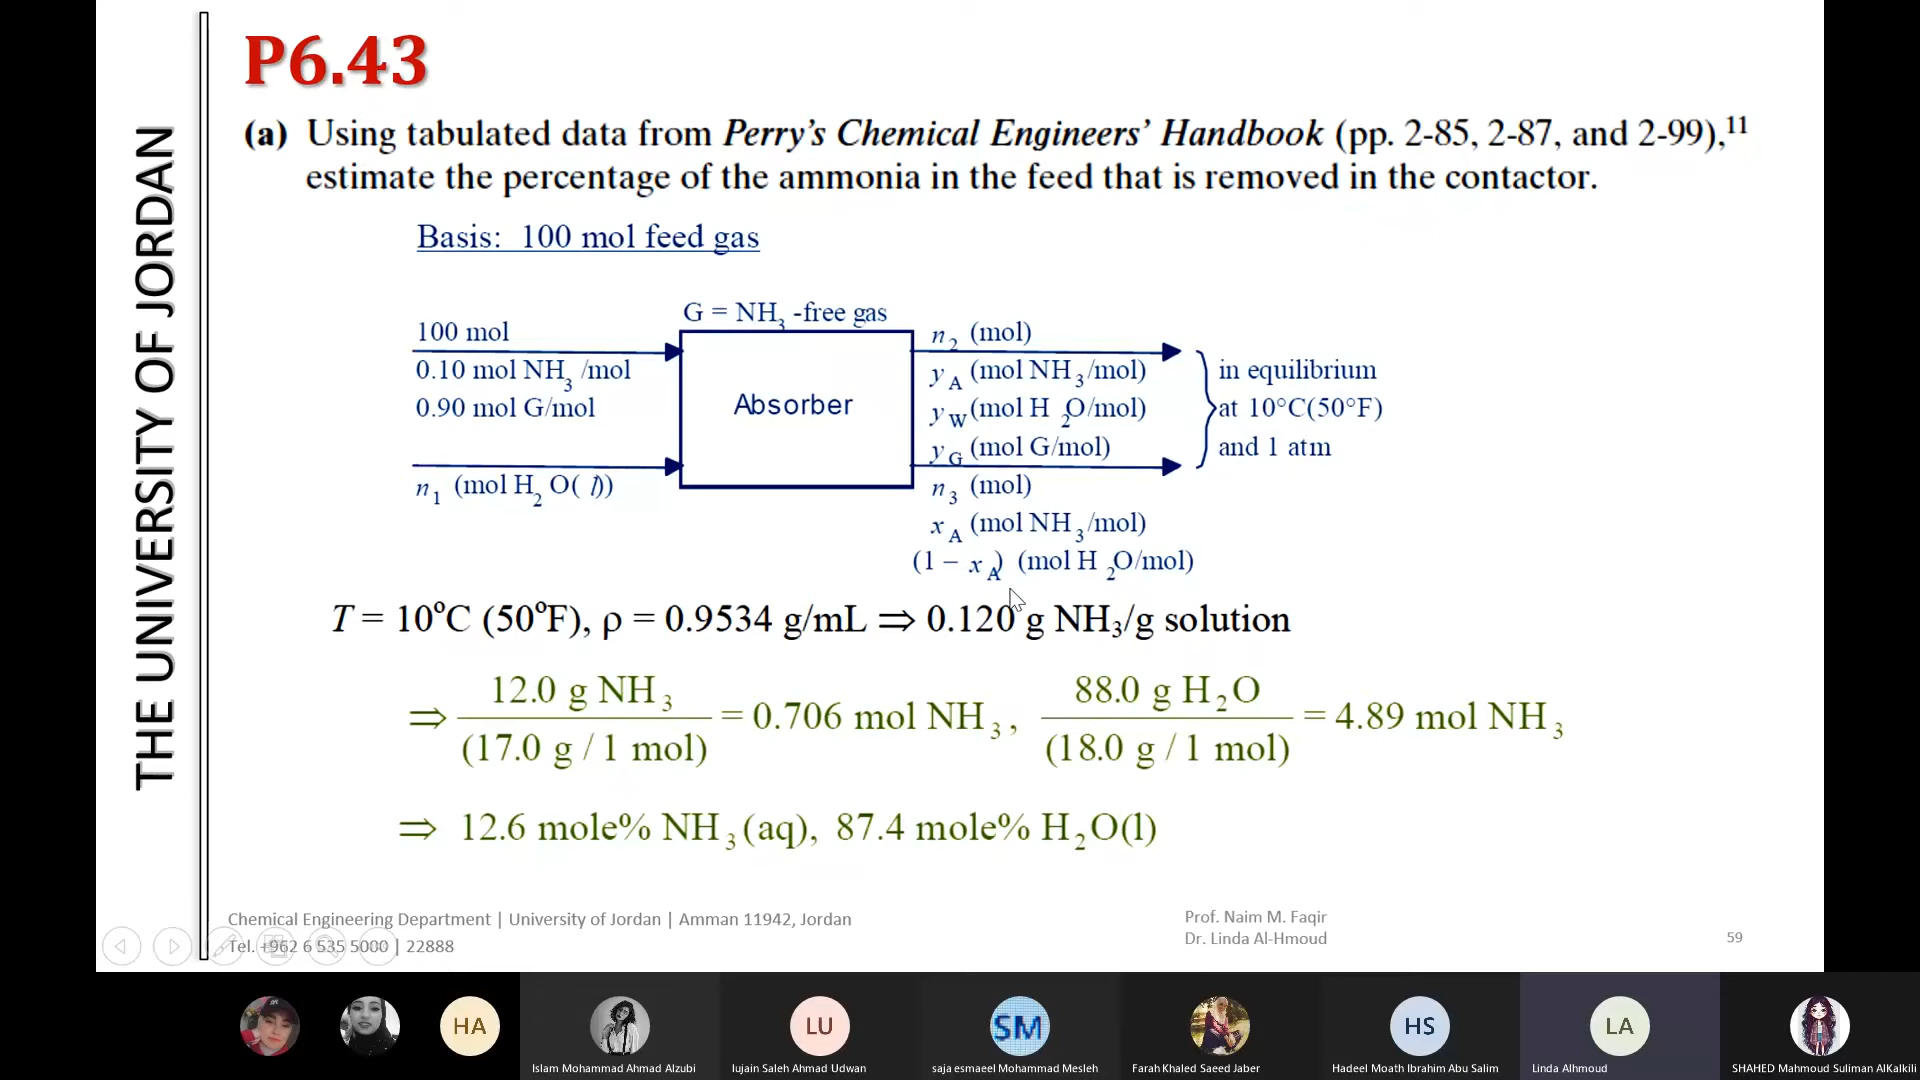 THE UNIVERSITY OF JORDAN
P6.43
(a) Using tabulated data from Perry's Chemical Engineers' Handbook (pp. 2-85, 2-87, and 2-99),¹¹
estimate the percentage of the ammonia in the feed that is removed in the contactor.
Basis: 100 mol feed gas
G = NH₃ -free gas
100 mol
0.10 mol NH₃ /mol
0.90 mol G/mol
n₁ (mol H₂ O( l))
Absorber
n₂ (mol)
y_A (mol NH₃/mol)
y_W (mol H ₂O/mol)
y_G (mol G/mol)
n₃ (mol)
x_A (mol NH₃/mol)
(1 − x_A) (mol H ₂O/mol)
in equilibrium
at 10°C(50°F)
and 1 atm
T = 10°C (50°F), ρ = 0.9534 g/mL ⇒ 0.120 g NH₃/g solution
⇒ 12.0 g NH₃ / (17.0 g / 1 mol) = 0.706 mol NH₃ , 88.0 g H₂O / (18.0 g / 1 mol) = 4.89 mol NH₃
⇒ 12.6 mole% NH₃(aq), 87.4 mole% H₂O(l)
Chemical Engineering Department | University of Jordan | Amman 11942, Jordan
Tel. +962 6 535 5000 | 22888
Prof. Naim M. Faqir
Dr. Linda Al-Hmoud
59
HA
LU
SM
HS
LA
Islam Mohammad Ahmad Alzubi
lujain Saleh Ahmad Udwan
saja esmaeel Mohammad Mesleh
Farah Khaled Saeed Jaber
Hadeel Moath Ibrahim Abu Salim
Linda Alhmoud
SHAHED Mahmoud Suliman AlKalkili